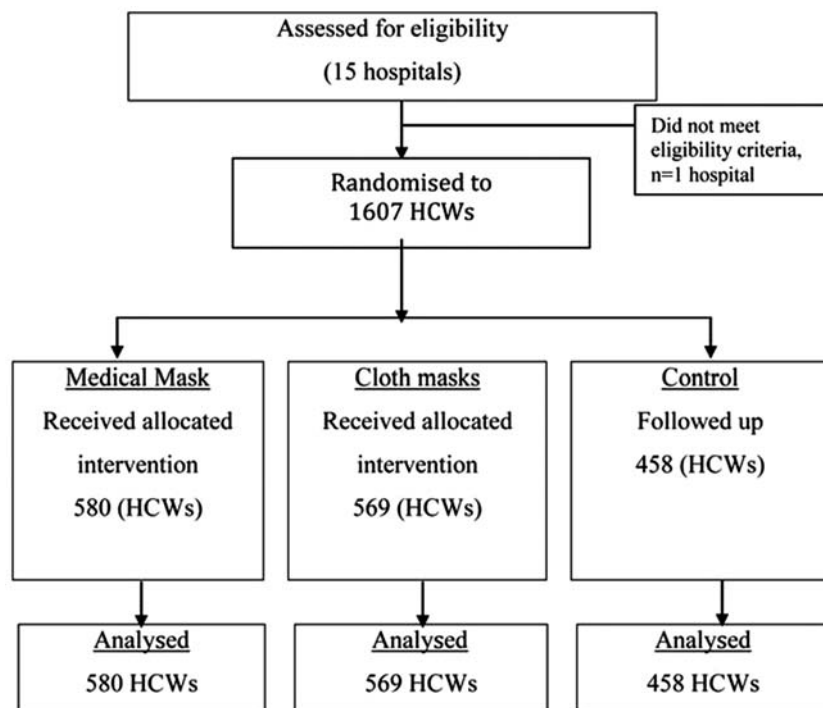 Assessed for eligibility
(15 hospitals)
Did not meet
eligibility criteria,
n=1 hospital
Randomised to
1607 HCWs
Medical Mask
Received allocated
intervention
580 (HCWs)
Cloth masks
Received allocated
intervention
569 (HCWs)
Control
Followed up
458 (HCWs)
Analysed
580 HCWs
Analysed
569 HCWs
Analysed
458 HCWs